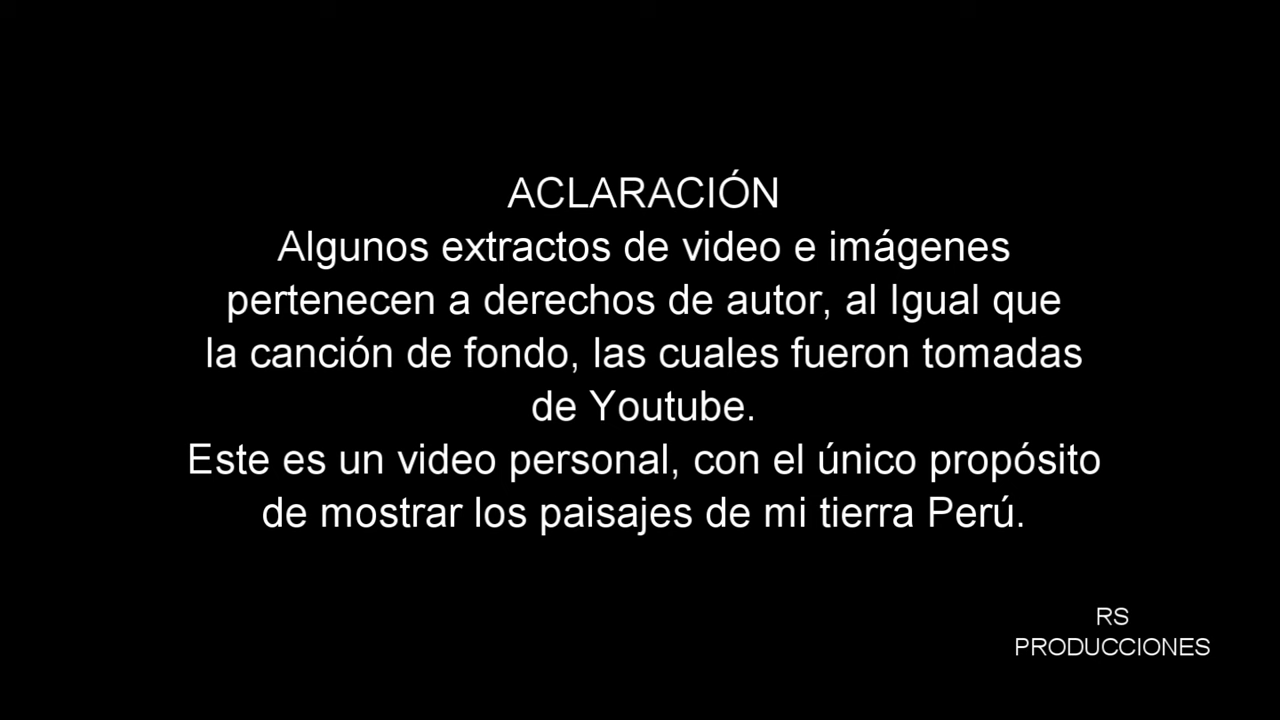 ACLARACIÓN
Algunos extractos de video e imágenes
pertenecen a derechos de autor, al Igual que
la canción de fondo, las cuales fueron tomadas
de Youtube.
Este es un video personal, con el único propósito
de mostrar los paisajes de mi tierra Perú.
RS
PRODUCCIONES